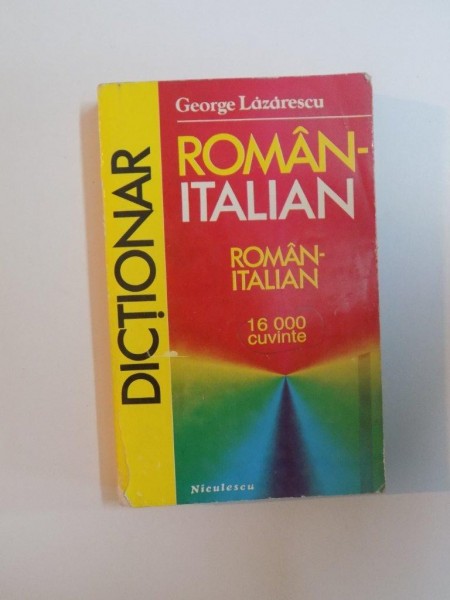 George Lăzărescu
DICȚIONAR
ROMÂN-
ITALIAN
ROMÂN-
ITALIAN
16 000
cuvinte
Niculescu